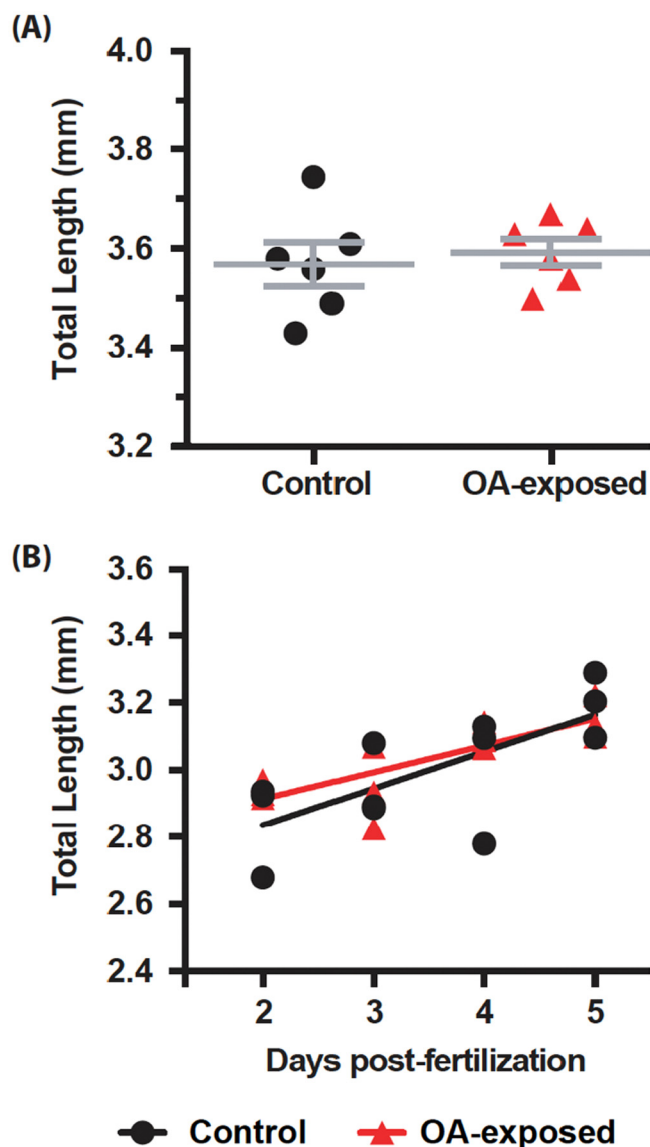 (A)
Total Length (mm)
4.0
3.8
3.6
3.4
3.2
Control OA-exposed
(B)
Total Length (mm)
3.6
3.4
3.2
3.0
2.8
2.6
2.4
2 3 4 5
Days post-fertilization
Control OA-exposed